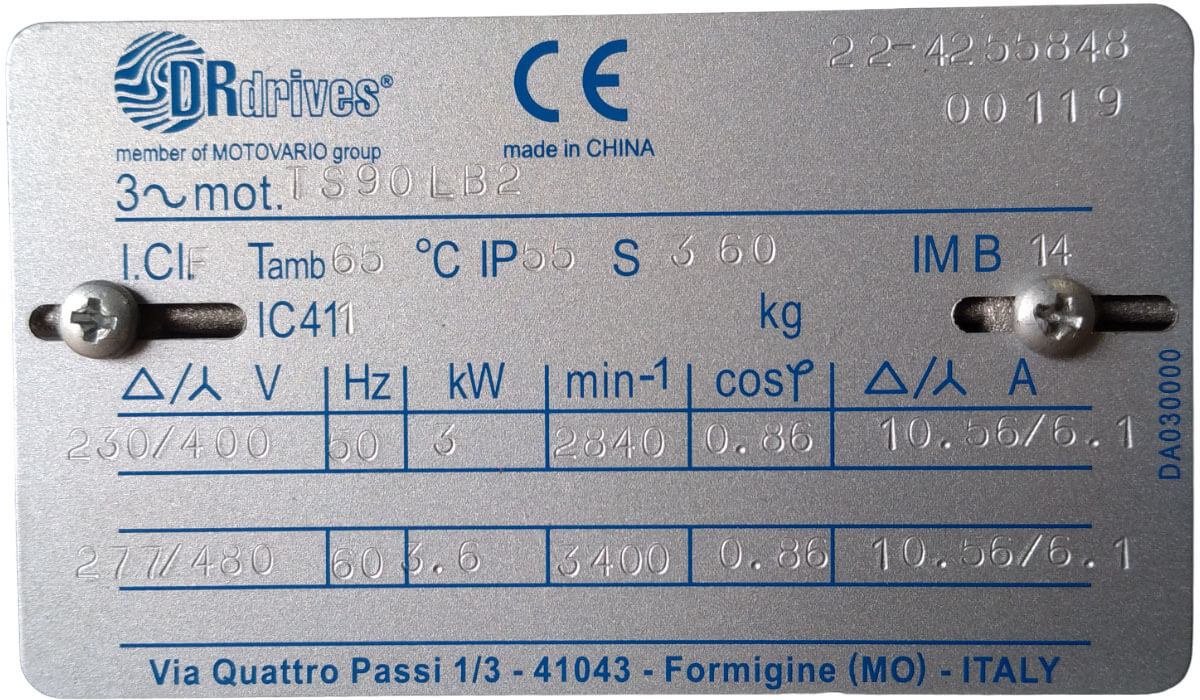 SDRdrives®
member of MOTOVARIO group
CE
made in CHINA
22-4255848
00119
3~mot. TS90LB2
I.Cl.F Tamb 65 °C IP55 S 3 60 IM B 14
IC411 kg
△/⅄ V Hz kW min-1 cosφ △/⅄ A
230/400 50 3 2840 0.86 10.56/6.1
277/480 60 3.6 3400 0.86 10.56/6.1
DA030000
Via Quattro Passi 1/3 - 41043 - Formigine (MO) - ITALY